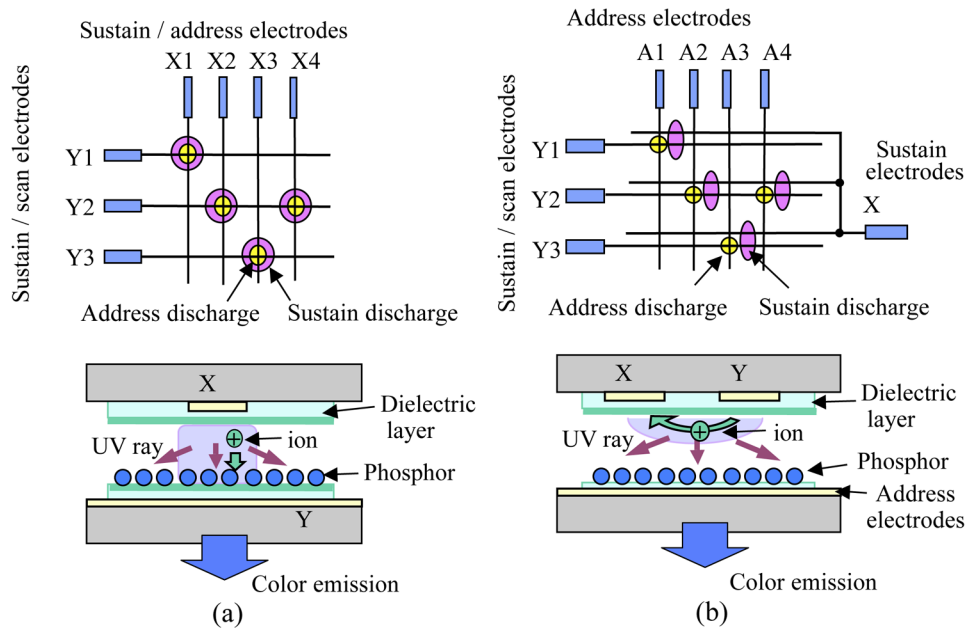 Sustain / address electrodes
X1 X2 X3 X4
Sustain / scan electrodes
Y1
Y2
Y3
Address discharge
Sustain discharge
X
Dielectric
layer
UV ray
+
ion
Phosphor
Y
Color emission
(a)
Address electrodes
A1 A2 A3 A4
Sustain / scan electrodes
Y1
Y2
Y3
Sustain
electrodes
X
Address discharge
Sustain discharge
X
Y
Dielectric
layer
UV ray
+
ion
Phosphor
Address
electrodes
Color emission
(b)